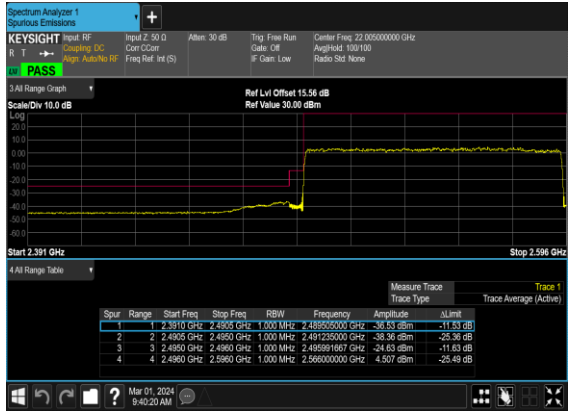 Spectrum Analyzer 1
Spurious Emissions
KEYSIGHT Input: RF Input Z: 50 Ω Atten: 30 dB Trig: Free Run Center Freq: 22.005000000 GHz
R T Coupling: DC Corr CCorr Gate: Off Avg|Hold: 100/100
Align: Auto/No RF Freq Ref: Int (S) IF Gain: Low Radio Std: None
PASS
3 All Range Graph
Ref Lvl Offset 15.56 dB
Scale/Div 10.0 dB Ref Value 30.00 dBm
Log
20.0
10.0
0.00
-10.0
-20.0
-30.0
-40.0
-50.0
-60.0
Start 2.391 GHz Stop 2.596 GHz
4 All Range Table
Measure Trace Trace 1
Trace Type Trace Average (Active)
Spur Range Start Freq Stop Freq RBW Frequency Amplitude ΔLimit
1 1 2.3910 GHz 2.4905 GHz 1.000 MHz 2.489505000 GHz -36.53 dBm -11.53 dB
2 2 2.4905 GHz 2.4950 GHz 1.000 MHz 2.491235000 GHz -38.36 dBm -25.36 dB
3 3 2.4950 GHz 2.4960 GHz 1.000 MHz 2.495991667 GHz -24.63 dBm -11.63 dB
4 4 2.4960 GHz 2.5960 GHz 1.000 MHz 2.566000000 GHz 4.507 dBm -25.49 dB
Mar 01, 2024
9:40:20 AM